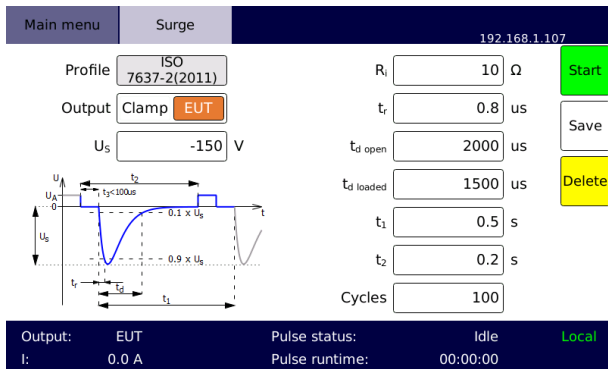 Main menu Surge
192.168.1.107
Profile ISO 7637-2(2011)
Output Clamp EUT
US -150 V
Ri 10 Ω
tr 0.8 us
td open 2000 us
td loaded 1500 us
t1 0.5 s
t2 0.2 s
Cycles 100
Start
Save
Delete
U t2
UA t3<100us
0 0.1 x US t
US
0.9 x US
tr td
t1
Output: EUT Pulse status: Idle Local
I: 0.0 A Pulse runtime: 00:00:00